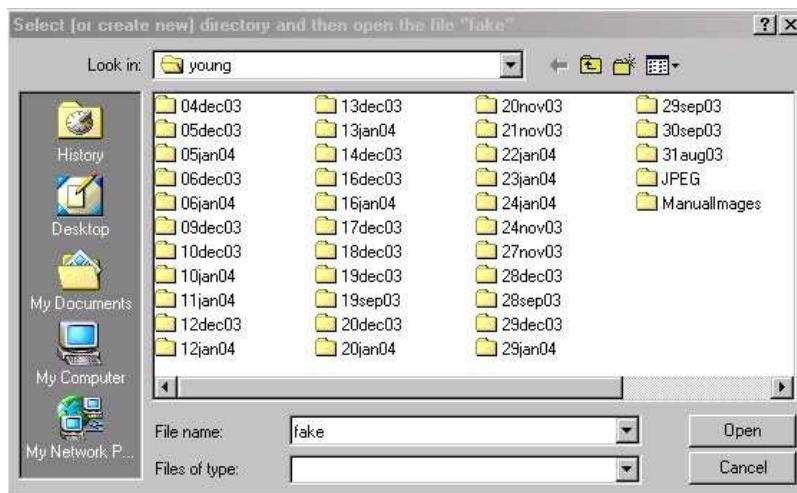 Select (or create new) directory and then open the file "fake"
Look in: young
History
Desktop
My Documents
My Computer
My Network P...
04dec03
05dec03
05jan04
06dec03
06jan04
09dec03
10dec03
10jan04
11jan04
12dec03
12jan04
13dec03
13jan04
14dec03
16dec03
16jan04
17dec03
18dec03
19dec03
19sep03
20dec03
20jan04
20nov03
21nov03
22jan04
23jan04
24jan04
24nov03
27nov03
28dec03
28sep03
29dec03
29jan04
29sep03
30sep03
31aug03
JPEG
ManualImages
File name: fake
Open
Files of type:
Cancel